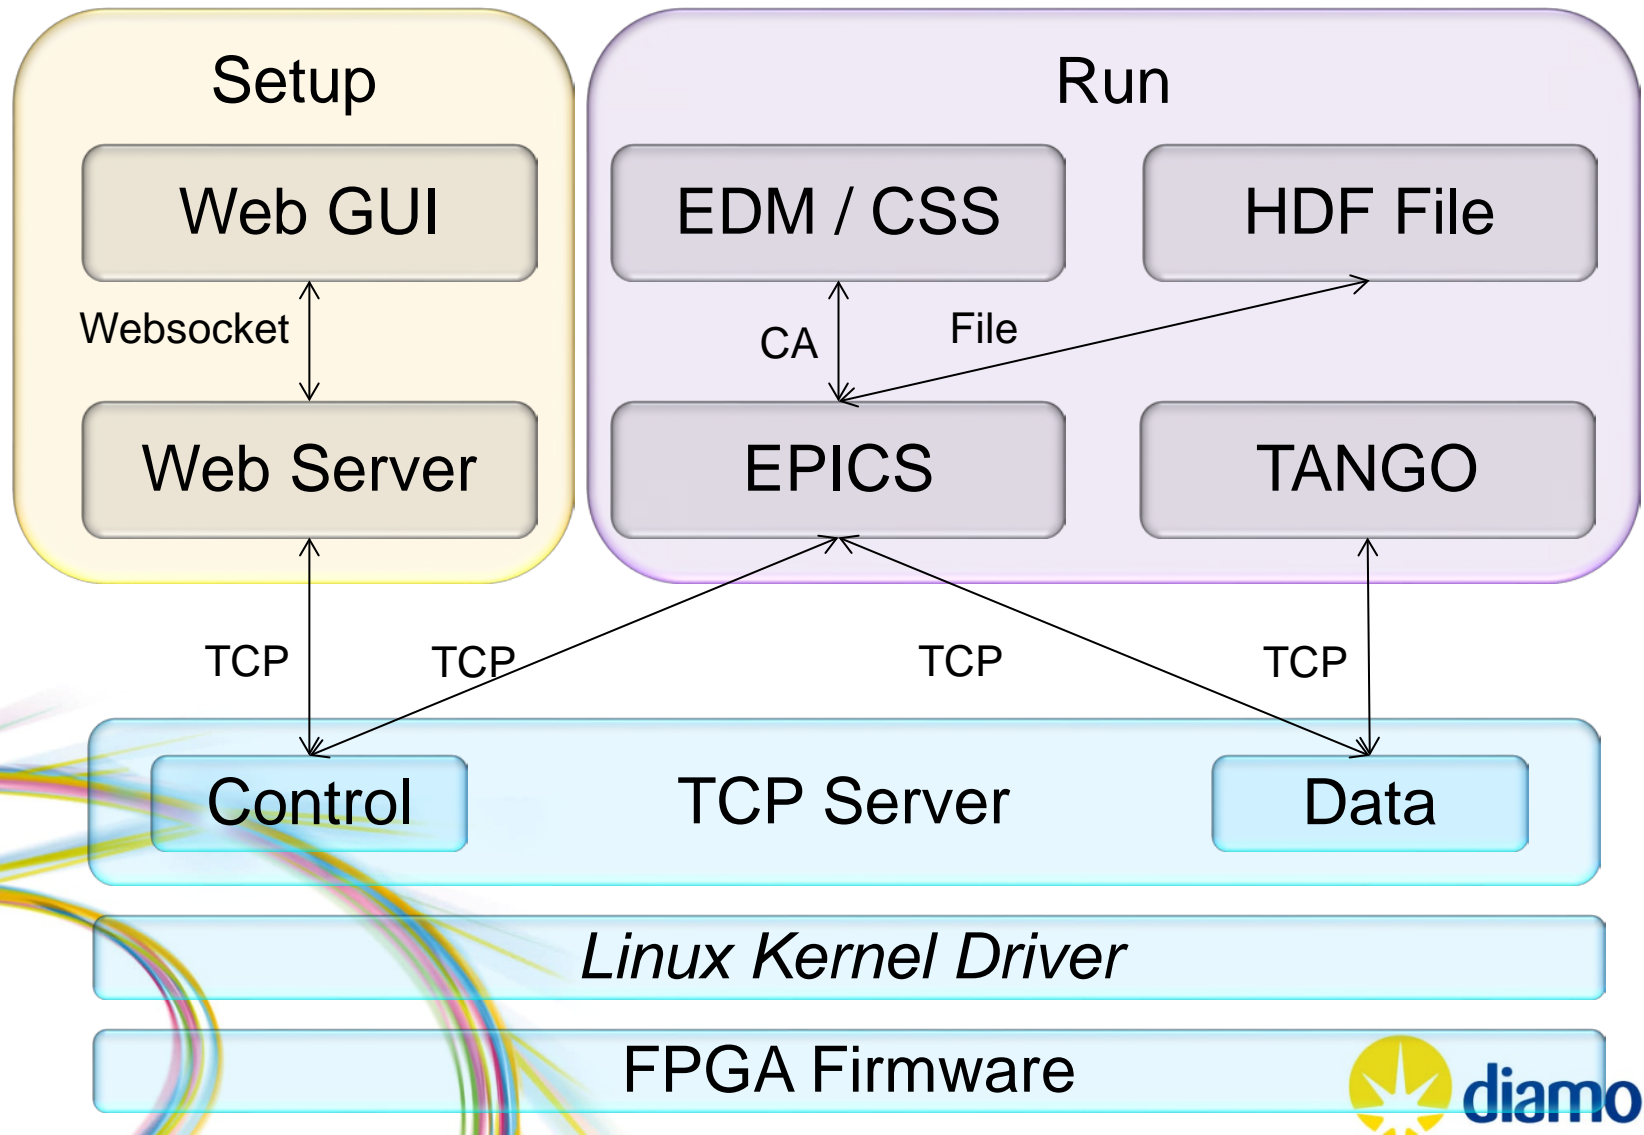 Setup
Run
Web GUI
EDM / CSS
HDF File
Websocket
CA
File
Web Server
EPICS
TANGO
TCP
TCP
TCP
TCP
Control
TCP Server
Data
Linux Kernel Driver
FPGA Firmware
diamo